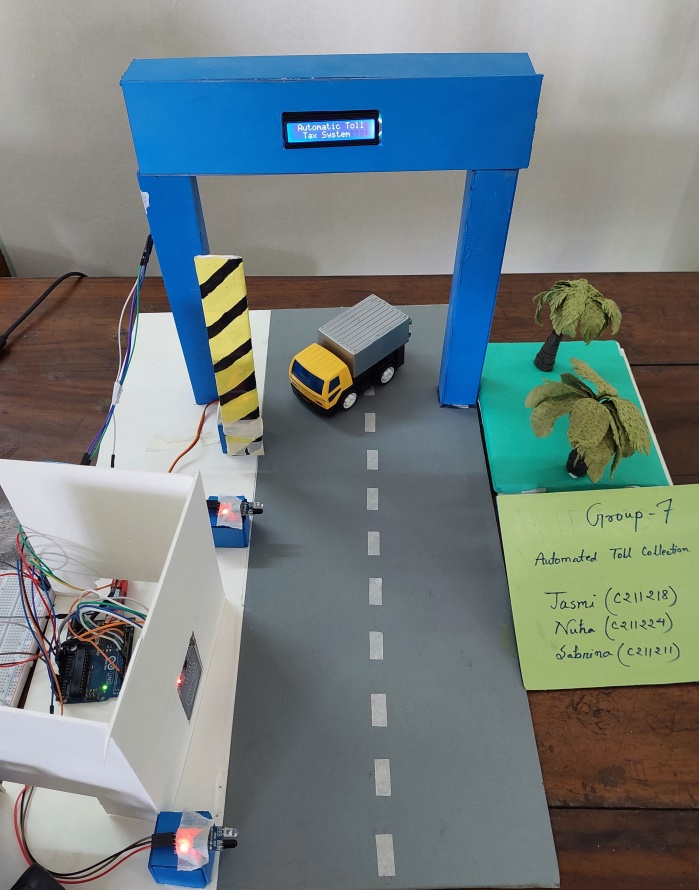 Automatic Toll
Tax System
Group-7
Automated Toll Collection
Jasmi (C211218)
Nuha (C211224)
Sabrina (C211211)